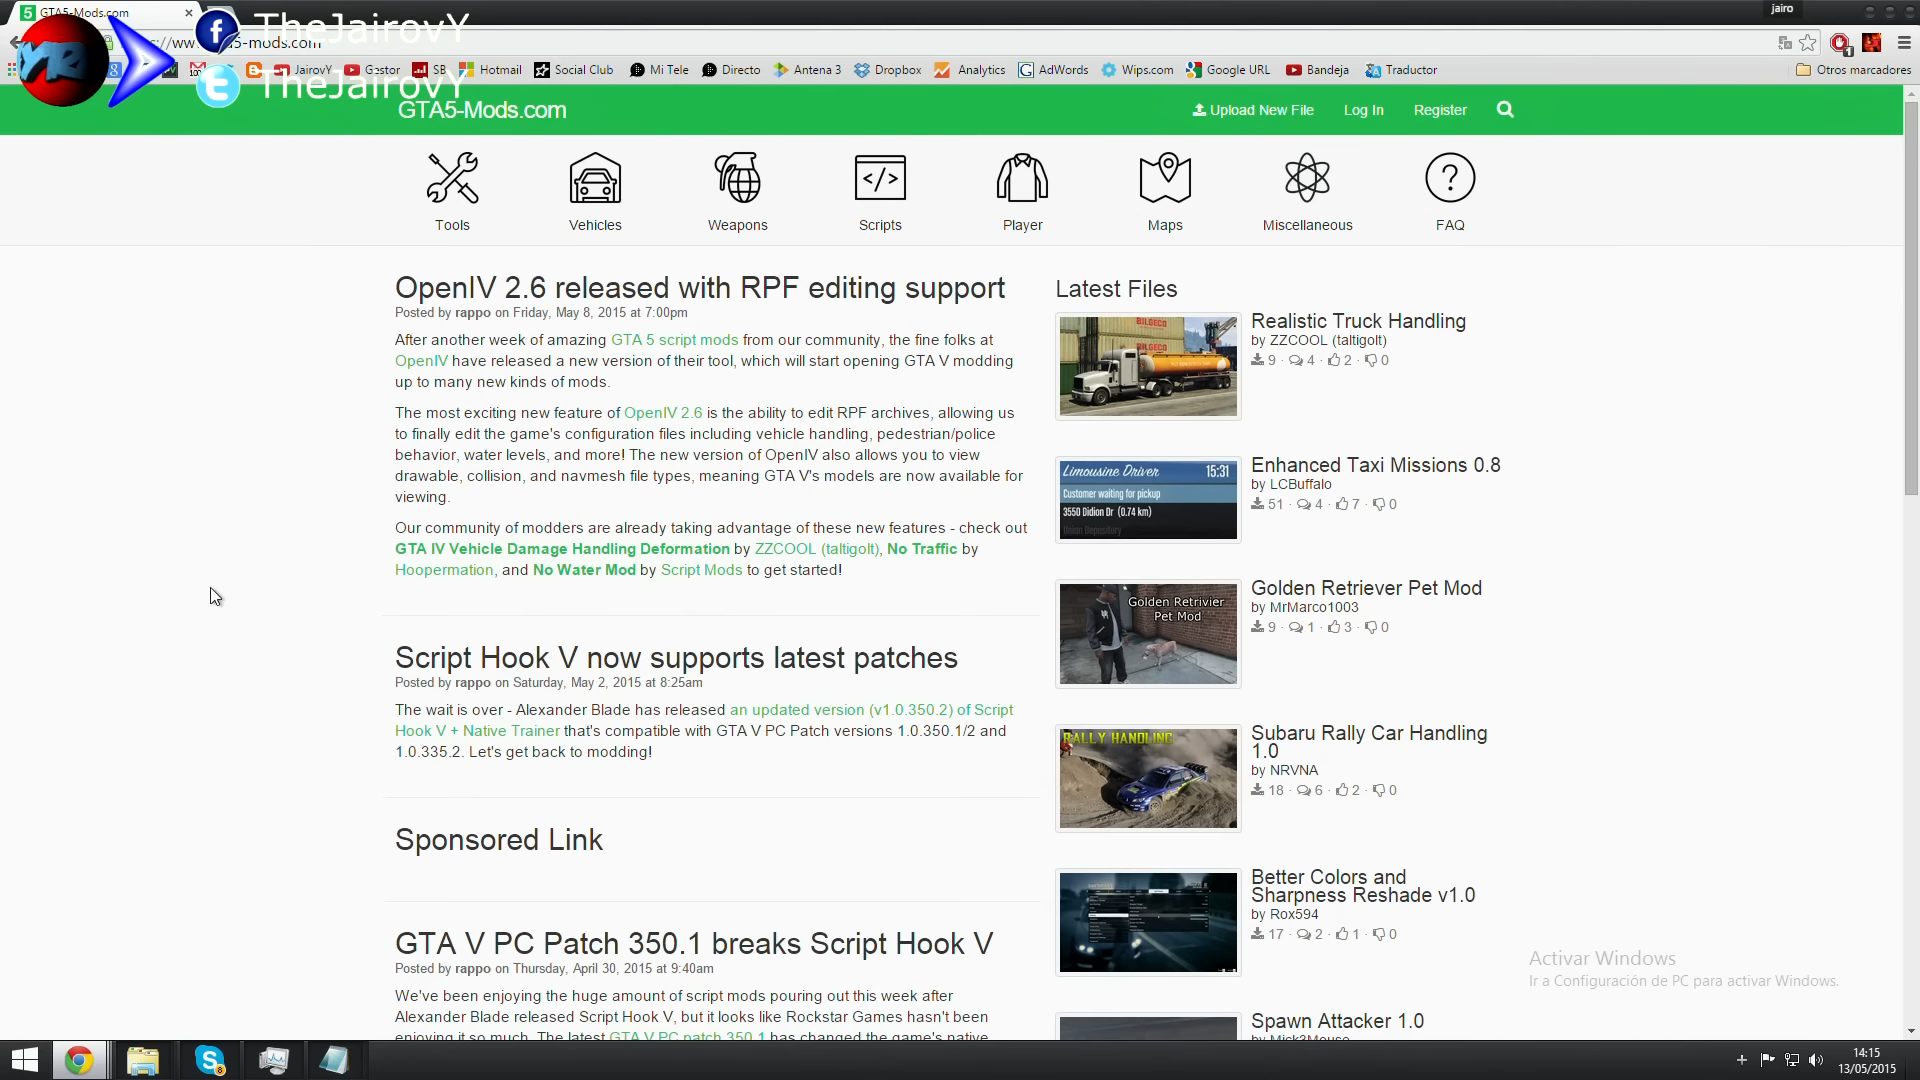 GTA5-Mods.com
jairo
TheJairovY
TheJairovY
JairovY
Gestor
SB
Hotmail
Social Club
Mi Tele
Directo
Antena 3
Dropbox
Analytics
AdWords
Wips.com
Google URL
Bandeja
Traductor
Otros marcadores
GTA5-Mods.com
Upload New File
Log In
Register
Tools
Vehicles
Weapons
Scripts
Player
Maps
Miscellaneous
FAQ
OpenIV 2.6 released with RPF editing support
Posted by rappo on Friday, May 8, 2015 at 7:00pm
After another week of amazing GTA 5 script mods from our community, the fine folks at
OpenIV have released a new version of their tool, which will start opening GTA V modding
up to many new kinds of mods.
The most exciting new feature of OpenIV 2.6 is the ability to edit RPF archives, allowing us
to finally edit the game's configuration files including vehicle handling, pedestrian/police
behavior, water levels, and more! The new version of OpenIV also allows you to view
drawable, collision, and navmesh file types, meaning GTA V's models are now available for
viewing.
Our community of modders are already taking advantage of these new features - check out
GTA IV Vehicle Damage Handling Deformation by ZZCOOL (taltigolt), No Traffic by
Hoopermation, and No Water Mod by Script Mods to get started!
Script Hook V now supports latest patches
Posted by rappo on Saturday, May 2, 2015 at 8:25am
The wait is over - Alexander Blade has released an updated version (v1.0.350.2) of Script
Hook V + Native Trainer that's compatible with GTA V PC Patch versions 1.0.350.1/2 and
1.0.335.2. Let's get back to modding!
Sponsored Link
GTA V PC Patch 350.1 breaks Script Hook V
Posted by rappo on Thursday, April 30, 2015 at 9:40am
We've been enjoying the huge amount of script mods pouring out this week after
Alexander Blade released Script Hook V, but it looks like Rockstar Games hasn't been
enjoying it so much. The latest GTA V PC patch 350.1 has changed the game's native
Latest Files
BILGECO
Realistic Truck Handling
by ZZCOOL (taltigolt)
9 · 4 · 2 · 0
Limousine Driver 15:31
Customer waiting for pickup
3550 Didion Dr (0.74 km)
Union Depository
Enhanced Taxi Missions 0.8
by LCBuffalo
51 · 4 · 7 · 0
Golden Retrivier
Pet Mod
Golden Retriever Pet Mod
by MrMarco1003
9 · 1 · 3 · 0
RALLY HANDLING
Subaru Rally Car Handling
1.0
by NRVNA
18 · 6 · 2 · 0
Better Colors and
Sharpness Reshade v1.0
by Rox594
17 · 2 · 1 · 0
Spawn Attacker 1.0
by Mick3Mouse
Activar Windows
Ir a Configuración de PC para activar Windows.
14:15
13/05/2015